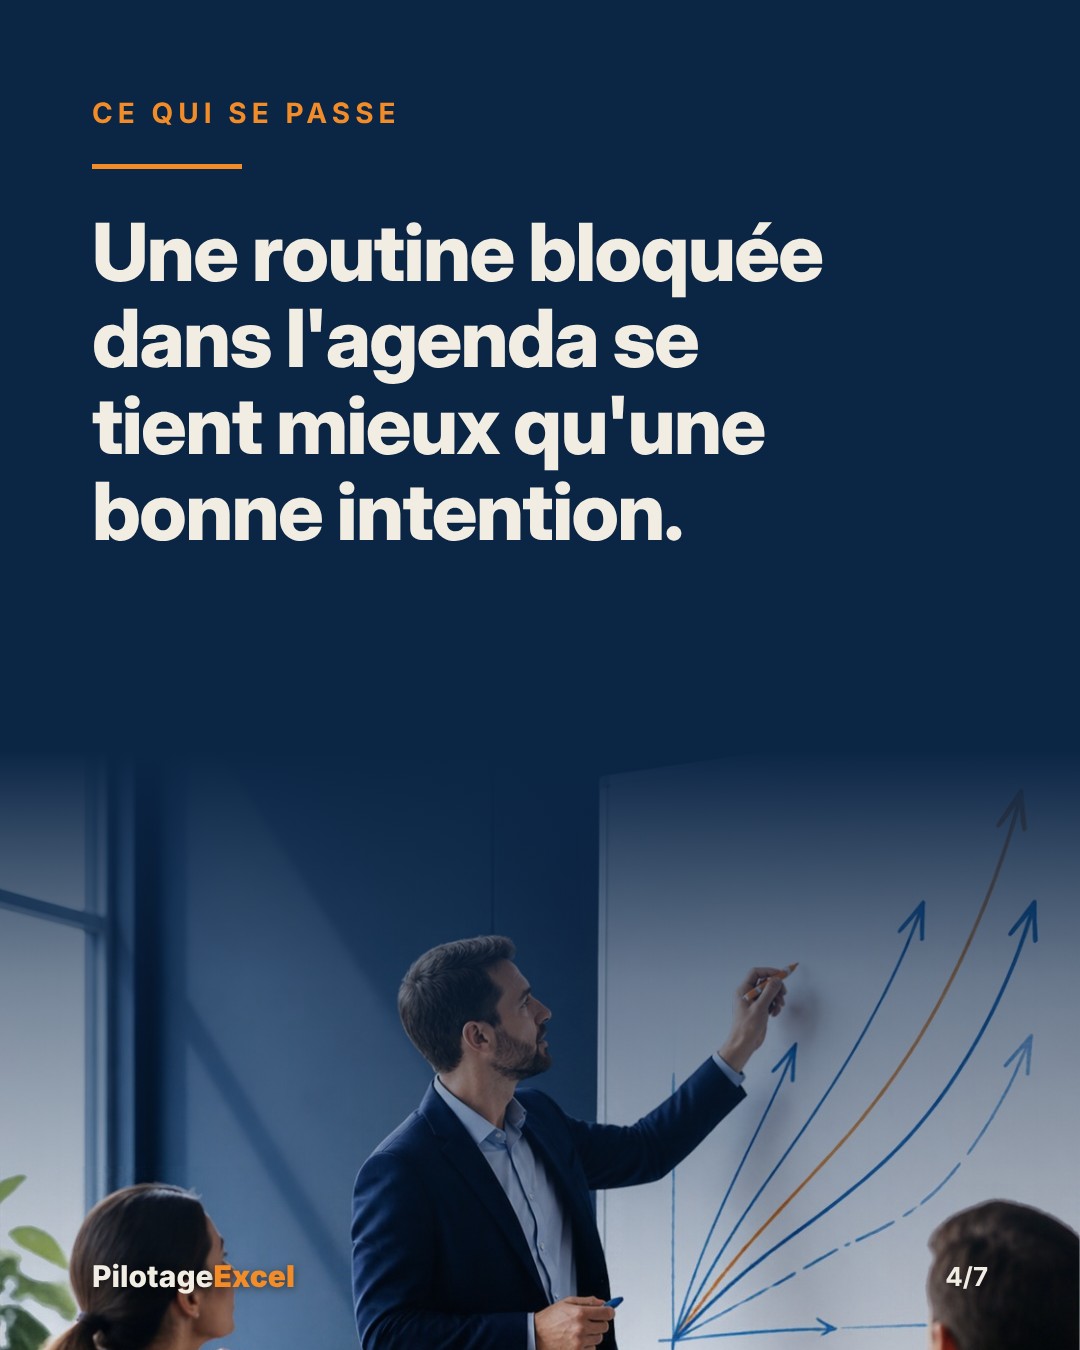 CE QUI SE PASSE
Une routine bloquée
dans l'agenda se
tient mieux qu'une
bonne intention.
PilotageExcel
4/7